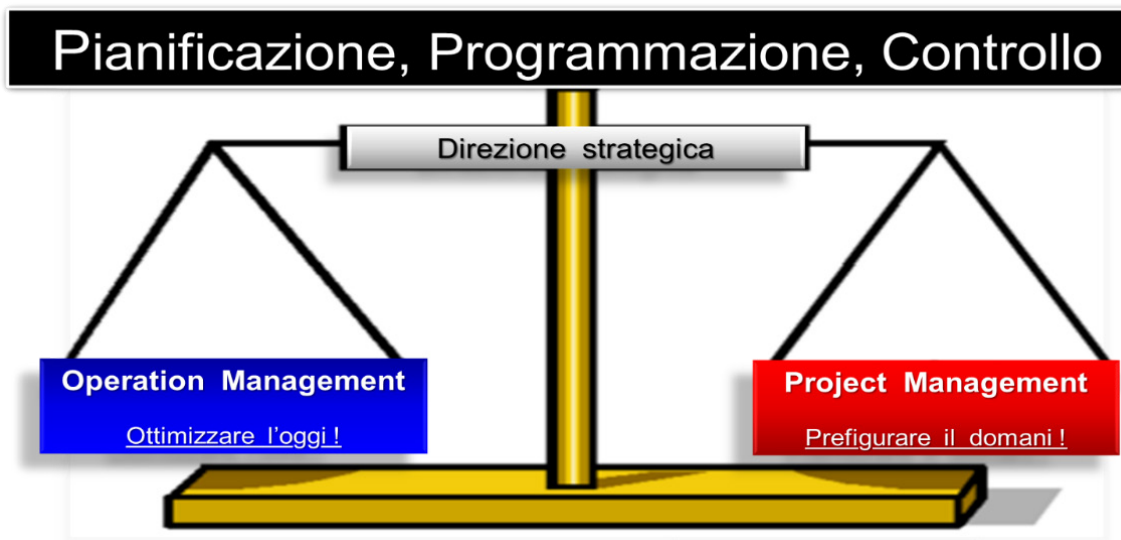 Pianificazione, Programmazione, Controllo
Direzione strategica
Operation Management
Ottimizzare l'oggi !
Project Management
Prefigurare il domani !